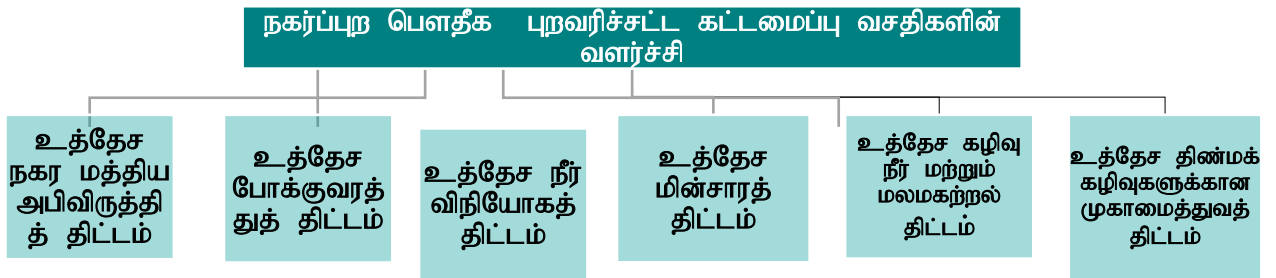 நகர்ப்புற பௌதீக புறவரிச்சட்ட கட்டமைப்பு வசதிகளின்
வளர்ச்சி
உத்தேச
நகர மத்திய
அபிவிருத்தி
த் திட்டம்
உத்தேச
போக்குவரத்
துத் திட்டம்
உத்தேச நீர்
விநியோகத்
திட்டம்
உத்தேச
மின்சாரத்
திட்டம்
உத்தேச கழிவு
நீர் மற்றும்
மலமகற்றல்
திட்டம்
உத்தேச திண்மக்
கழிவுகளுக்கான
முகாமைத்துவத்
திட்டம்